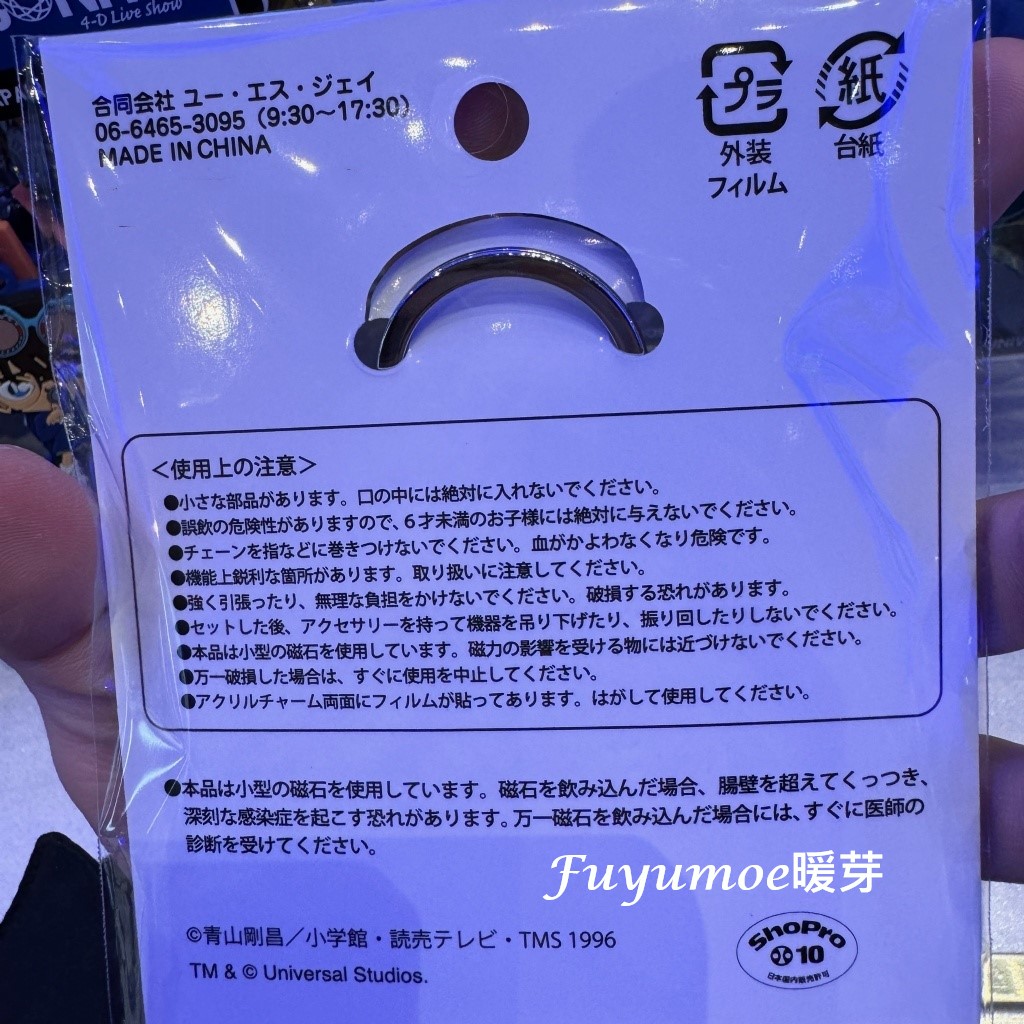 4-D Live Show
合同会社 ユー・エス・ジェイ
06-6465-3095（9:30～17:30）
MADE IN CHINA
プラ
外装
フィルム
紙
台紙
＜使用上の注意＞
●小さな部品があります。口の中には絶対に入れないでください。
●誤飲の危険性がありますので、６才未満のお子様には絶対に与えないでください。
●チェーンを指などに巻きつけないでください。血がかよわなくなり危険です。
●機能上鋭利な箇所があります。取り扱いに注意してください。
●強く引張ったり、無理な負担をかけないでください。破損する恐れがあります。
●セットした後、アクセサリーを持って機器を吊り下げたり、振り回したりしないでください。
●本品は小型の磁石を使用しています。磁力の影響を受ける物には近づけないでください。
●万一破損した場合は、すぐに使用を中止してください。
●アクリルチャーム両面にフィルムが貼ってあります。はがして使用してください。
●本品は小型の磁石を使用しています。磁石を飲み込んだ場合、腸壁を超えてくっつき、
深刻な感染症を起こす恐れがあります。万一磁石を飲み込んだ場合には、すぐに医師の
診断を受けてください。
Fuyumoe暖芽
©青山剛昌／小学館・読売テレビ・TMS 1996
TM & © Universal Studios.
ShoPro
10
日本国内販売許可